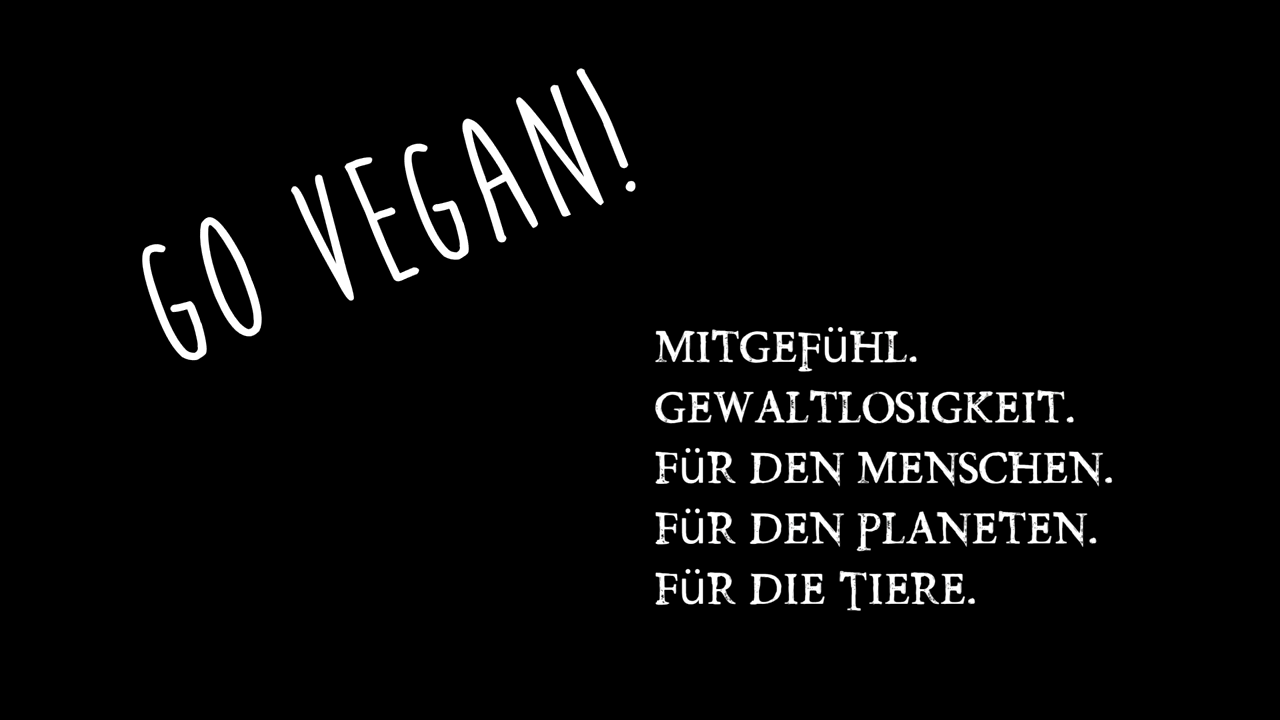 GO VEGAN!
MITGEFÜHL.
GEWALTLOSIGKEIT.
FÜR DEN MENSCHEN.
FÜR DEN PLANETEN.
FÜR DIE TIERE.